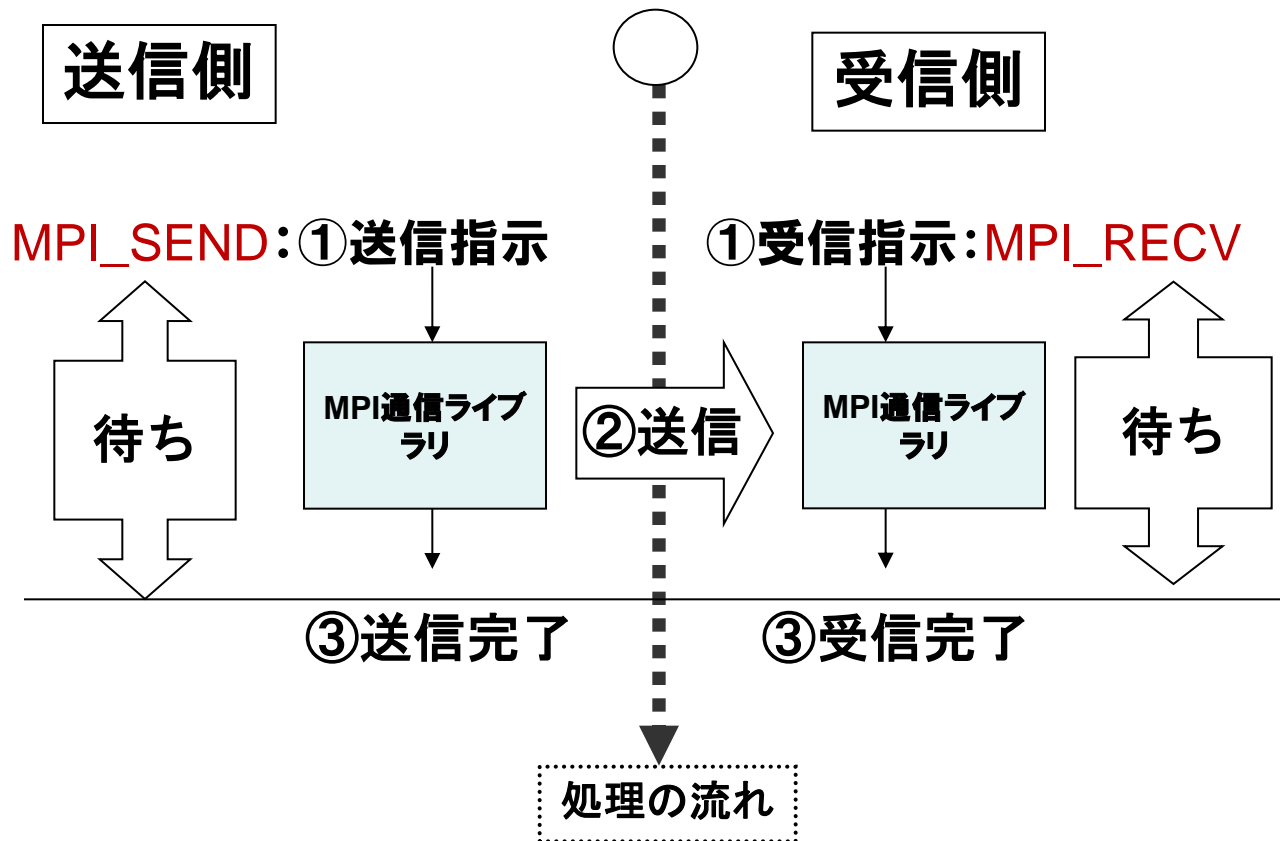 送信側
受信側
MPI_SEND:①送信指示
①受信指示:MPI_RECV
待ち
MPI通信ライブ
ラリ
②送信
MPI通信ライブ
ラリ
待ち
③送信完了
③受信完了
処理の流れ